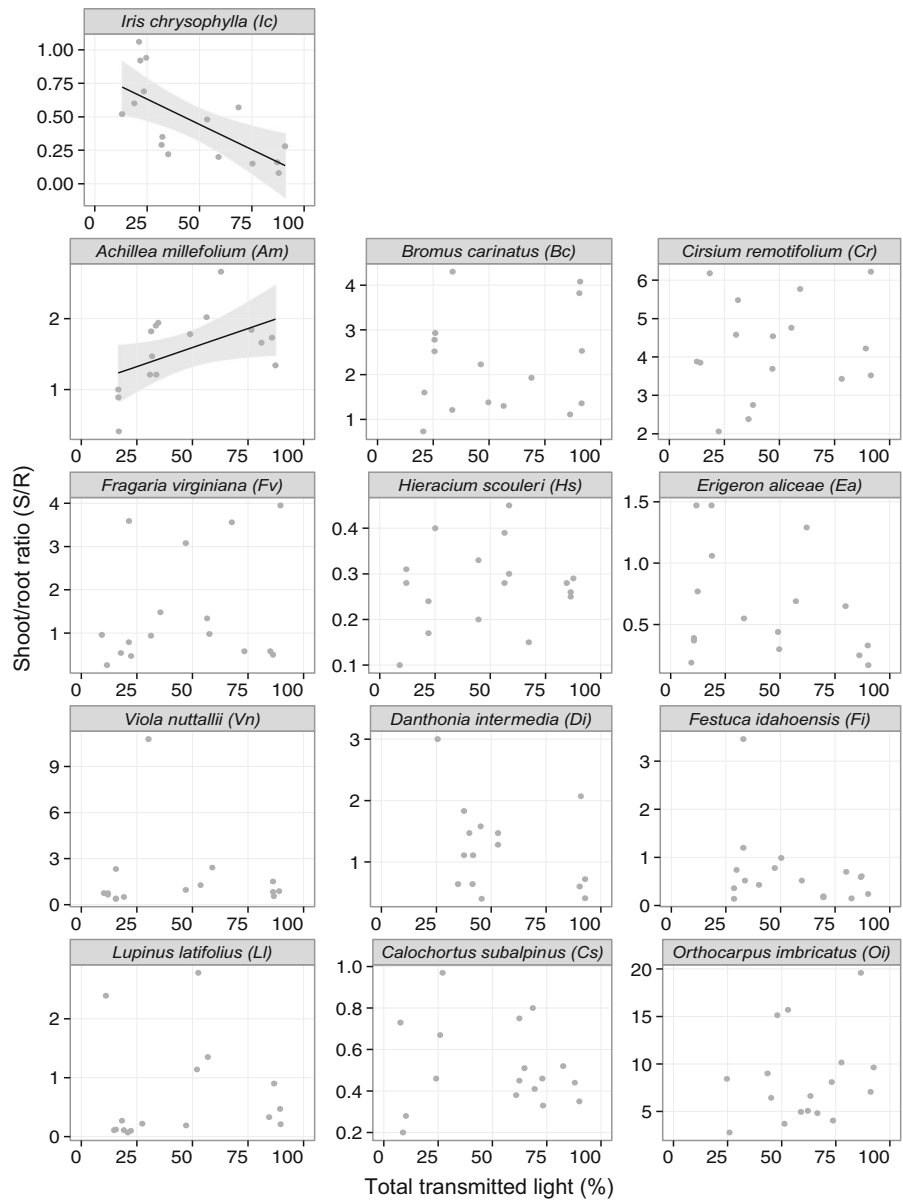 Iris chrysophylla (Ic)
1.00
0.75
0.50
0.25
0.00
0 25 50 75 100
Achillea millefolium (Am)
2
1
0 25 50 75 100
Bromus carinatus (Bc)
4
3
2
1
0 25 50 75 100
Cirsium remotifolium (Cr)
6
5
4
3
2
0 25 50 75 100
Shoot/root ratio (S/R)
Fragaria virginiana (Fv)
4
3
2
1
0 25 50 75 100
Hieracium scouleri (Hs)
0.4
0.3
0.2
0.1
0 25 50 75 100
Erigeron aliceae (Ea)
1.5
1.0
0.5
0 25 50 75 100
Viola nuttallii (Vn)
9
6
3
0
0 25 50 75 100
Danthonia intermedia (Di)
3
2
1
0 25 50 75 100
Festuca idahoensis (Fi)
3
2
1
0
0 25 50 75 100
Lupinus latifolius (Ll)
2
1
0
0 25 50 75 100
Calochortus subalpinus (Cs)
1.0
0.8
0.6
0.4
0.2
0 25 50 75 100
Orthocarpus imbricatus (Oi)
20
15
10
5
0 25 50 75 100
Total transmitted light (%)